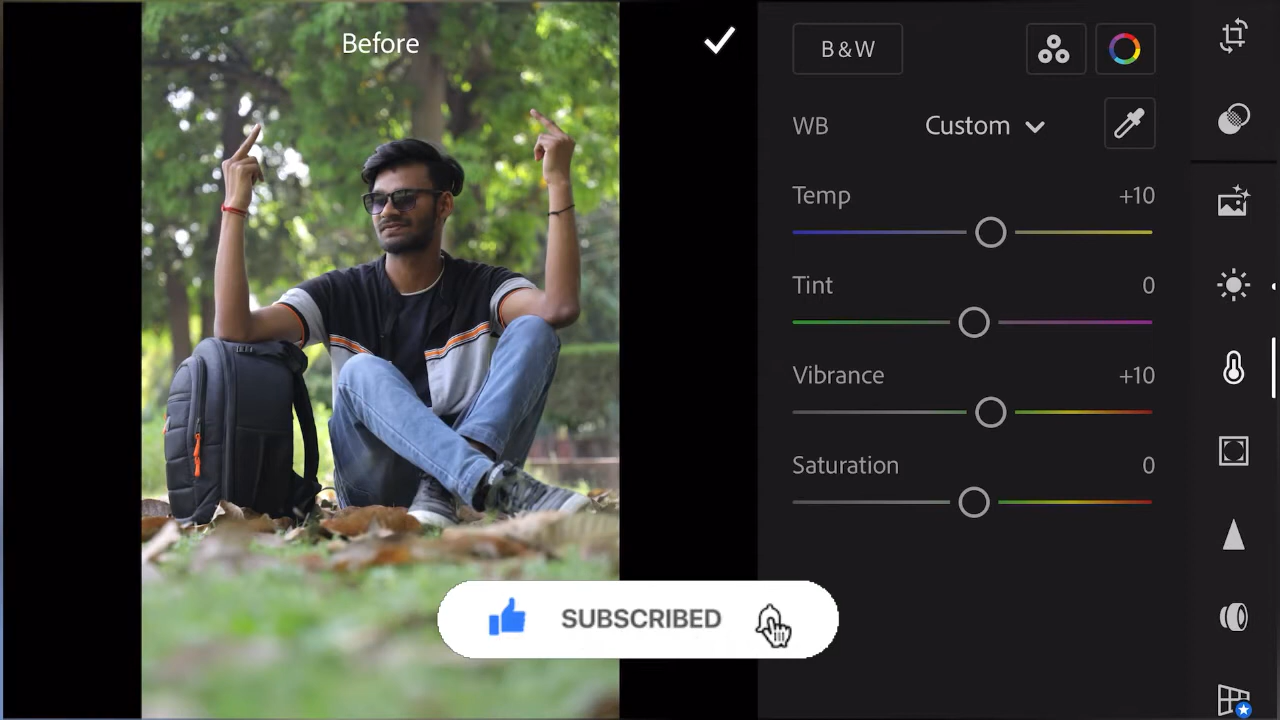 Before
B&W
WB Custom
Temp +10
Tint 0
Vibrance +10
Saturation 0
SUBSCRIBED